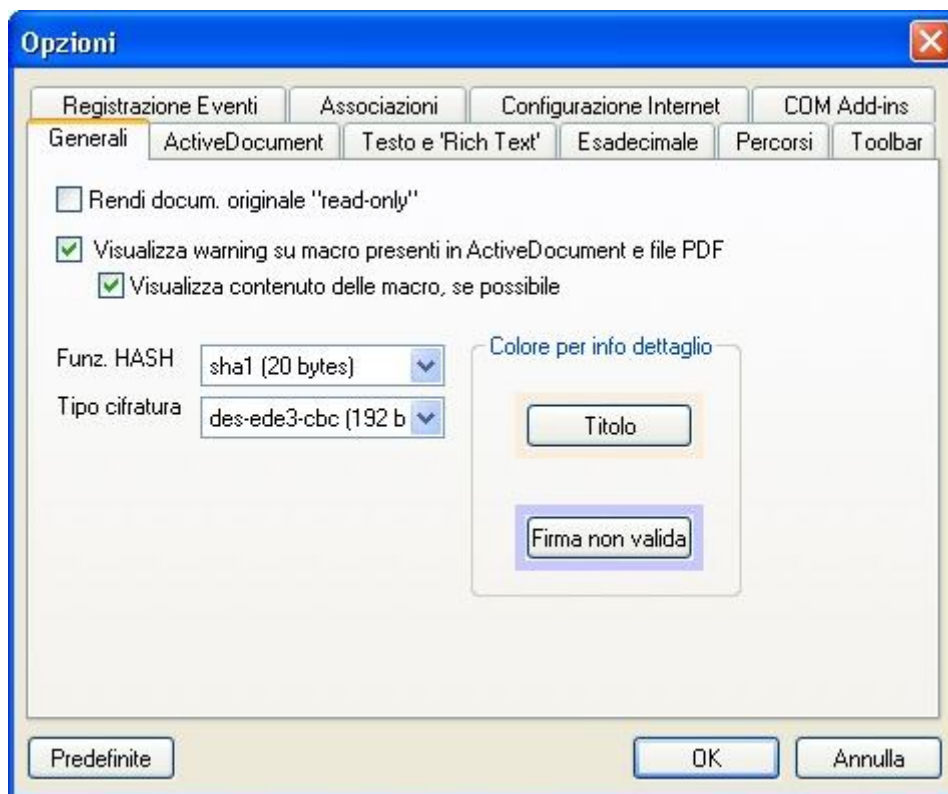 Opzioni
Registrazione Eventi Associazioni Configurazione Internet COM Add-ins
Generali ActiveDocument Testo e 'Rich Text' Esadecimale Percorsi Toolbar
Rendi docum. originale "read-only"
Visualizza warning su macro presenti in ActiveDocument e file PDF
Visualizza contenuto delle macro, se possibile
Funz. HASH sha1 (20 bytes)
Tipo cifratura des-ede3-cbc (192 b
Colore per info dettaglio
Titolo
Firma non valida
Predefinite OK Annulla